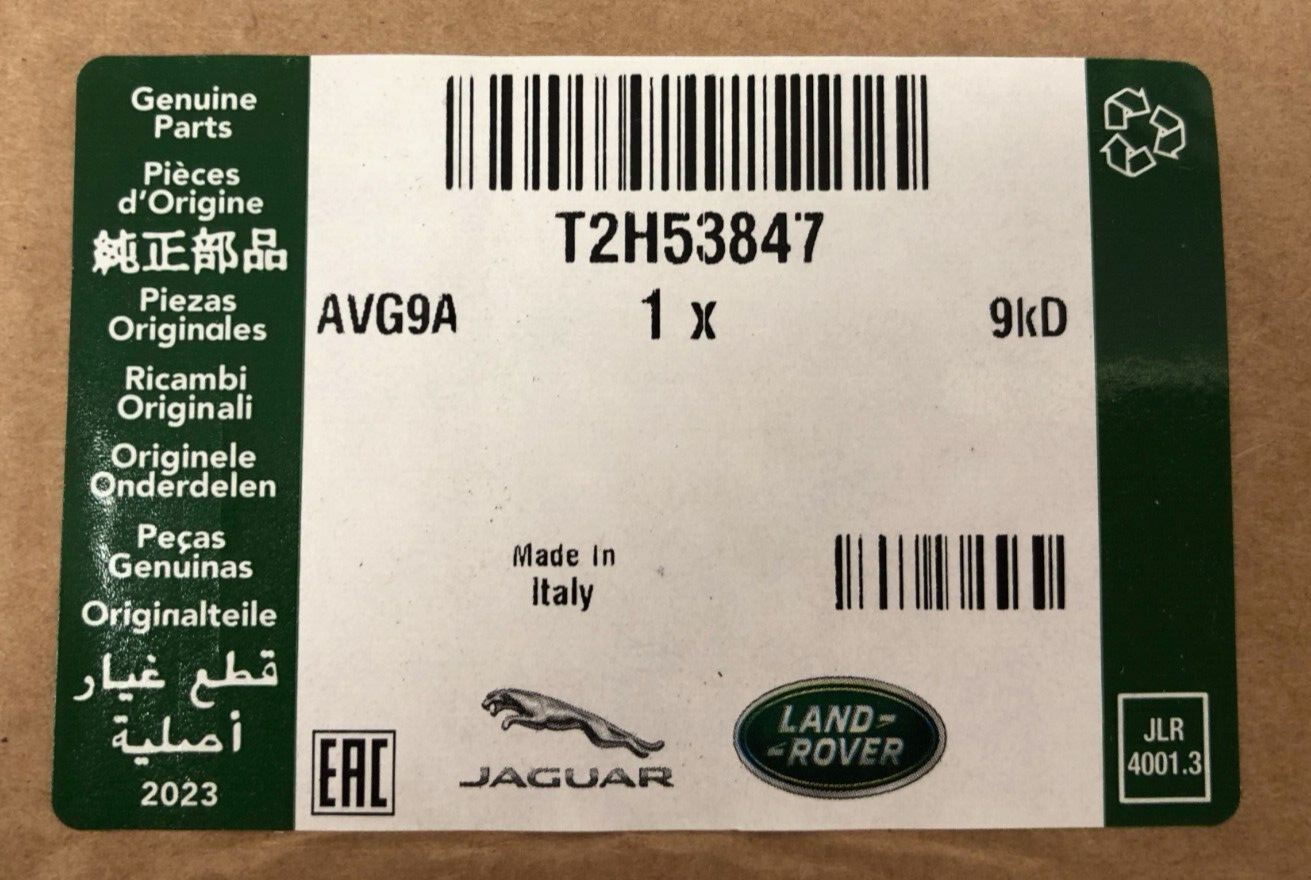 Genuine
Parts
Pièces
d'Origine
純正部品
Piezas
Originales
Ricambi
Originali
Originele
Onderdelen
Peças
Genuinas
Originalteile
قطع غيار
أصلية
2023
T2H53847
AVG9A 1 x 9kD
Made In
Italy
EAC
JAGUAR
LAND-
-ROVER
JLR
4001.3